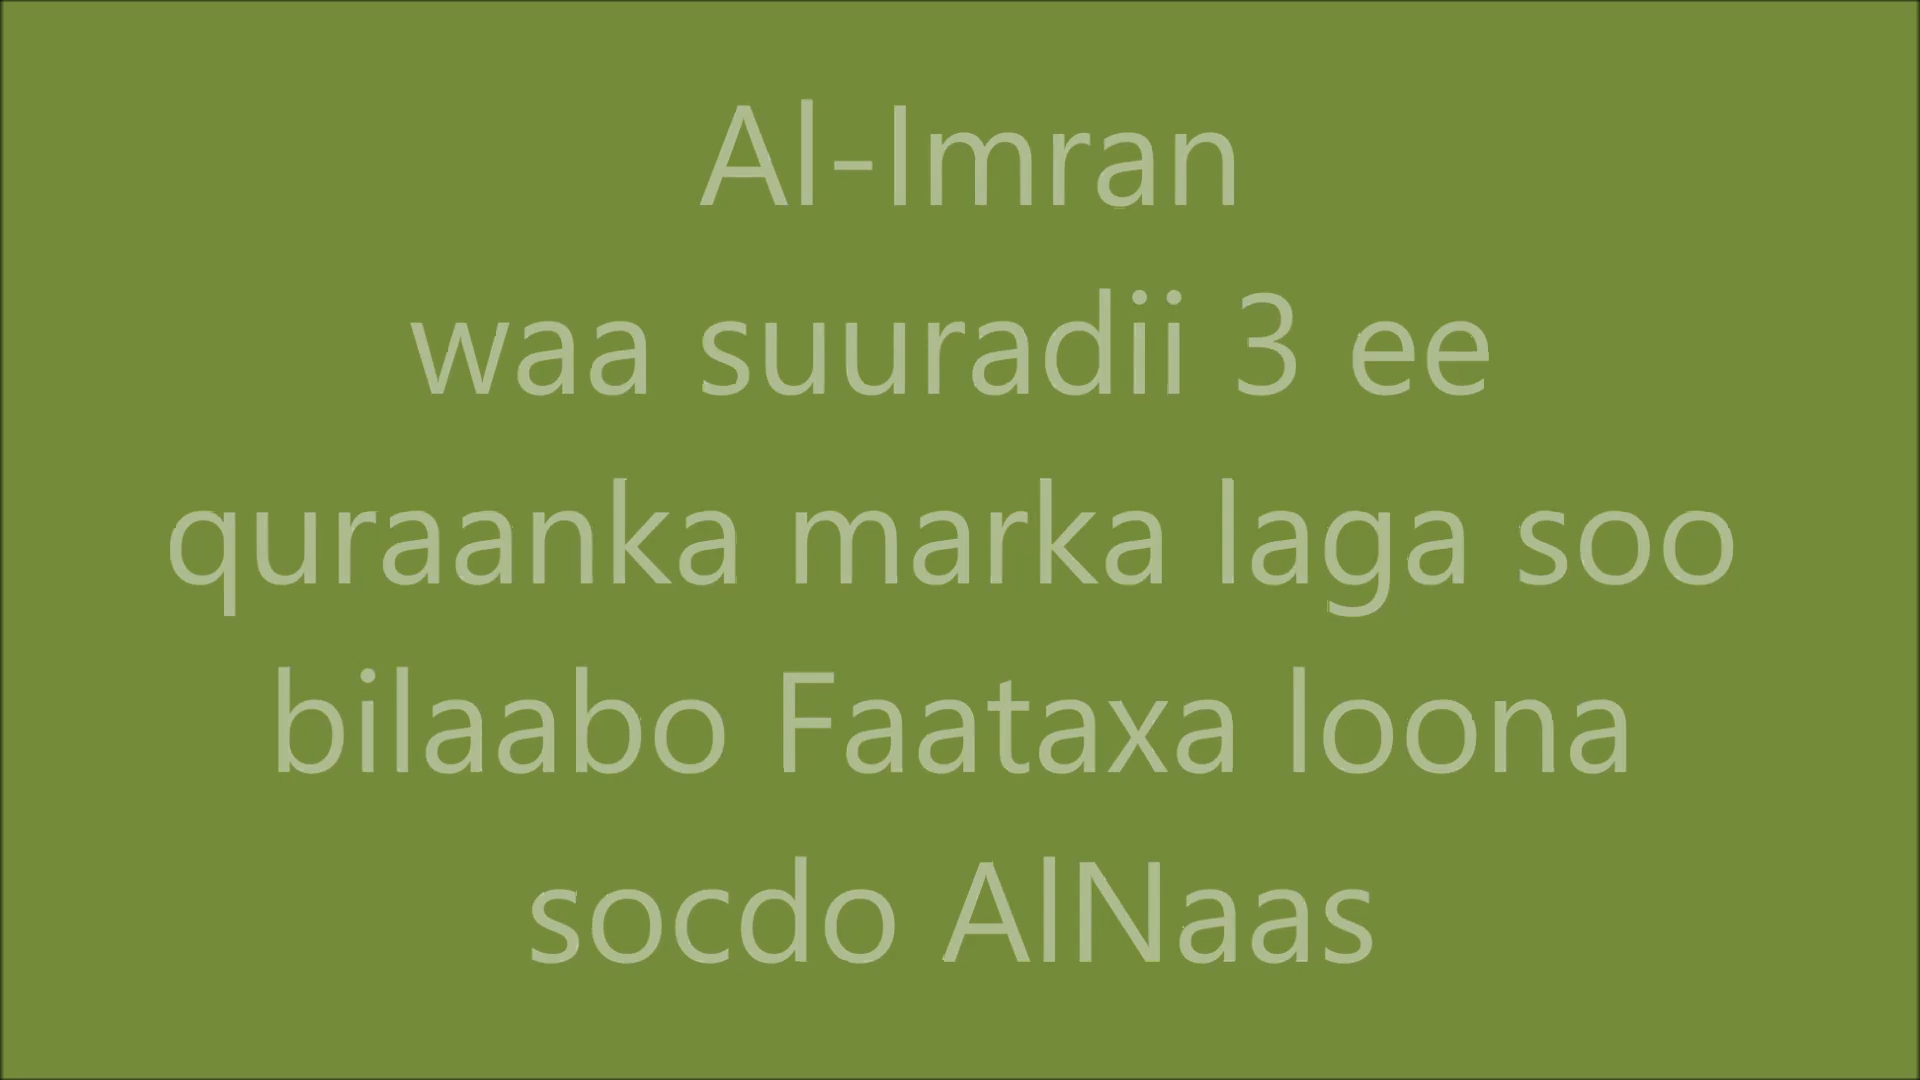 Al-Imran
waa suuradii 3 ee
quraanka marka laga soo
bilaabo Faataxa loona
socdo AlNaas